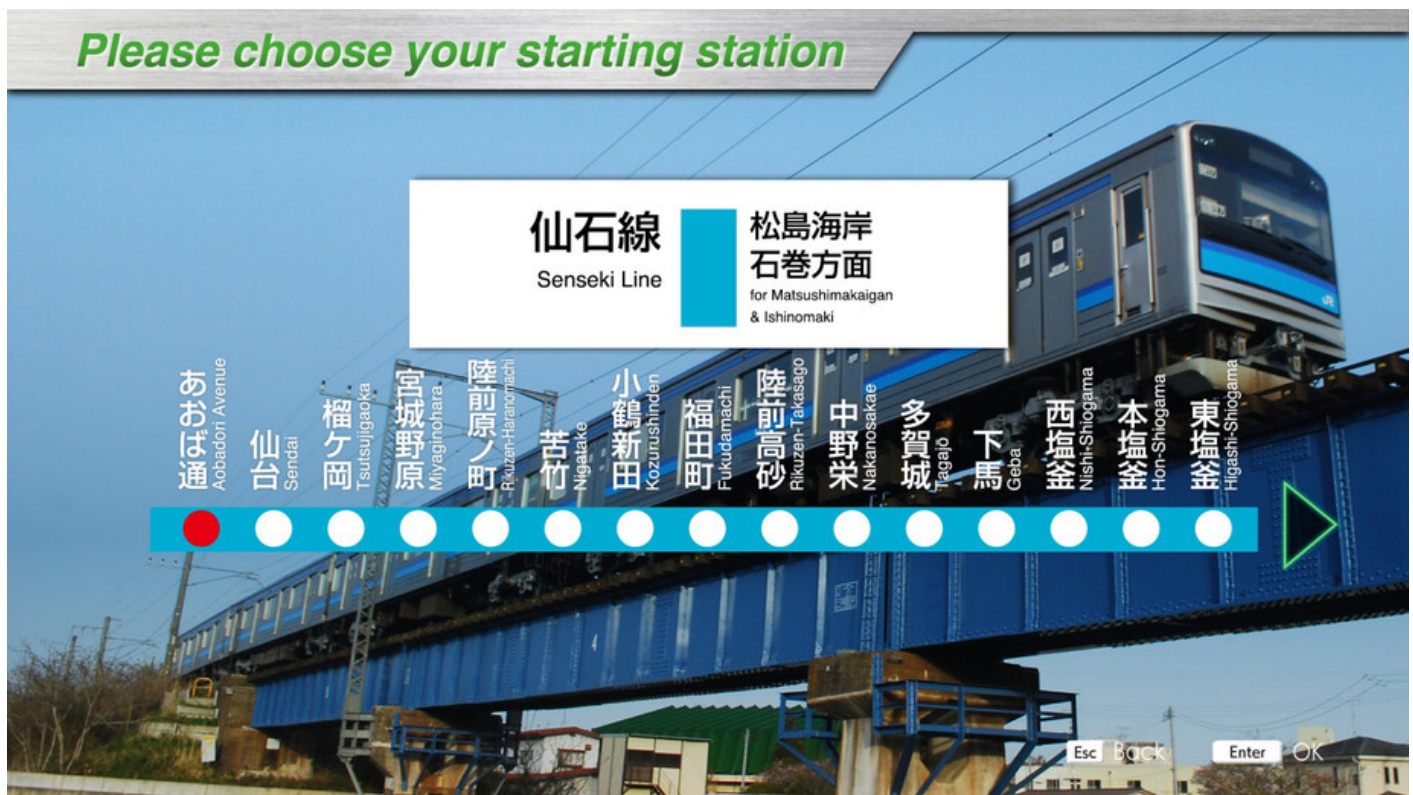 Please choose your starting station
仙石線
Senseki Line
松島海岸
石巻方面
for Matsushimakaigan
& Ishinomaki
あおば通
Aobadori Avenue
仙台
Sendai
榴ケ岡
Tsutsujigaoka
宮城野原
Miyaginohara
陸前原ノ町
Rikuzen-Haranomachi
苦竹
Nigatake
小鶴新田
Kozurushinden
福田町
Fukudamachi
陸前高砂
Rikuzen-Takasago
中野栄
Nakanosakae
多賀城
Tagajō
下馬
Geba
西塩釜
Nishi-Shiogama
本塩釜
Hon-Shiogama
東塩釜
Higashi-Shiogama
JR
4
Esc Back
Enter OK